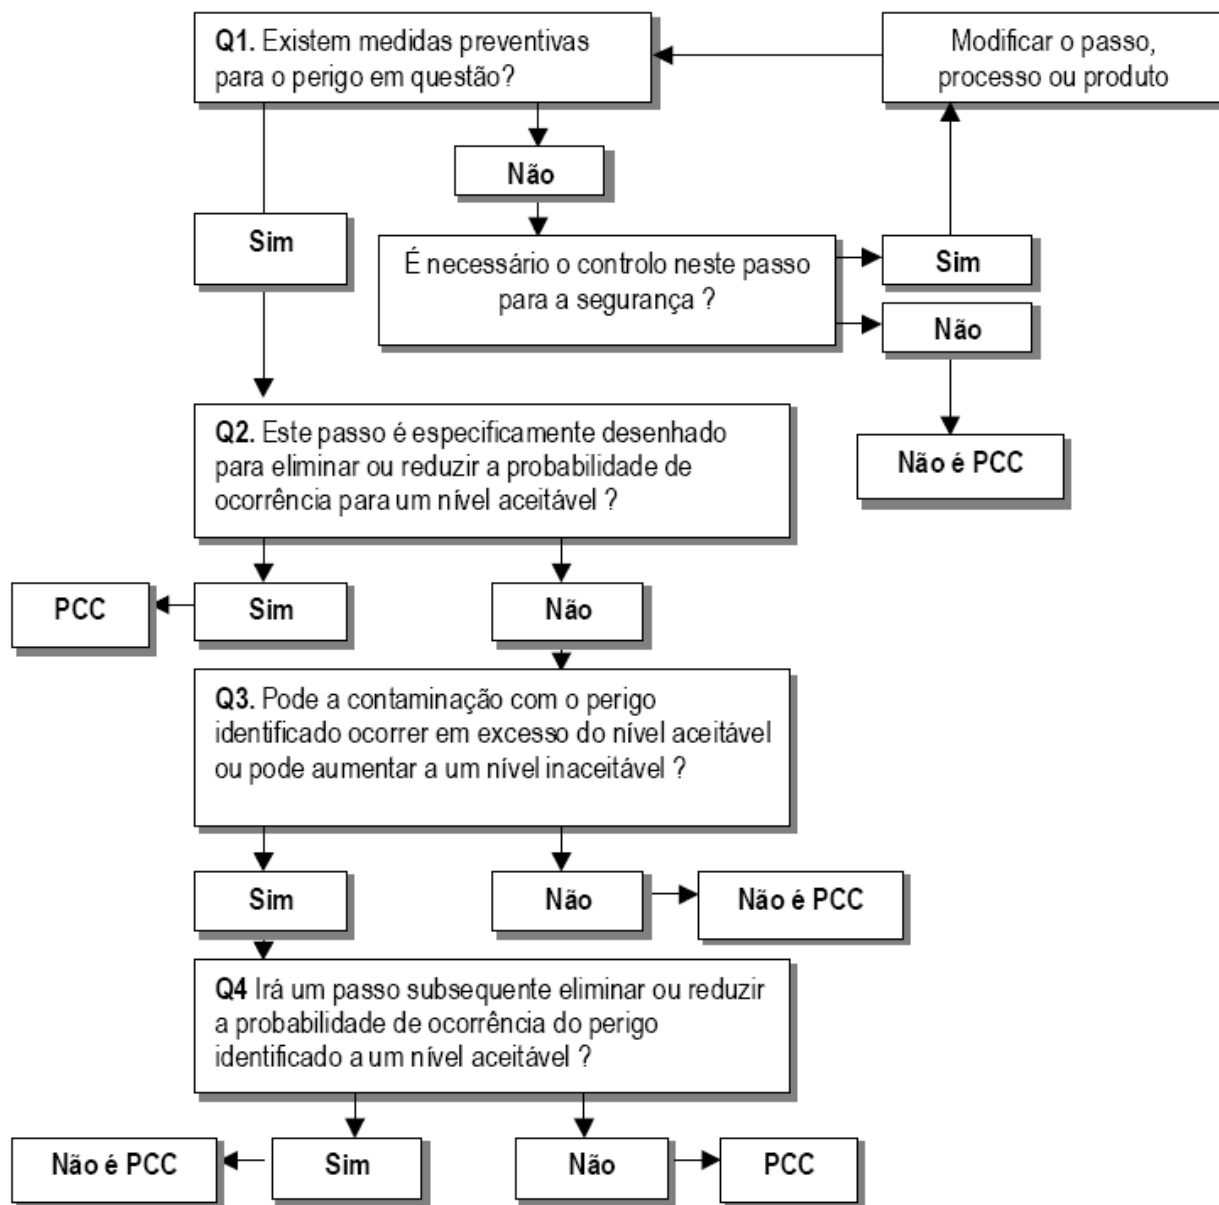 Q1. Existem medidas preventivas
para o perigo em questão?
Modificar o passo,
processo ou produto
Não
Sim
É necessário o controlo neste passo
para a segurança ?
Sim
Não
Não é PCC
Q2. Este passo é especificamente desenhado
para eliminar ou reduzir a probabilidade de
ocorrência para um nível aceitável ?
PCC
Sim
Não
Q3. Pode a contaminação com o perigo
identificado ocorrer em excesso do nível aceitável
ou pode aumentar a um nível inaceitável ?
Sim
Não
Não é PCC
Q4 Irá um passo subsequente eliminar ou reduzir
a probabilidade de ocorrência do perigo
identificado a um nível aceitável ?
Não é PCC
Sim
Não
PCC